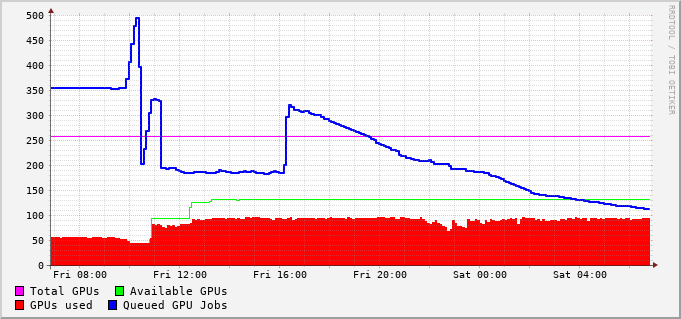 500
450
400
350
300
250
200
150
100
50
0
Fri 08:00 Fri 12:00 Fri 16:00 Fri 20:00 Sat 00:00 Sat 04:00
Total GPUs Available GPUs
GPUs used Queued GPU Jobs
RRDTOOL / TOBI OETIKER